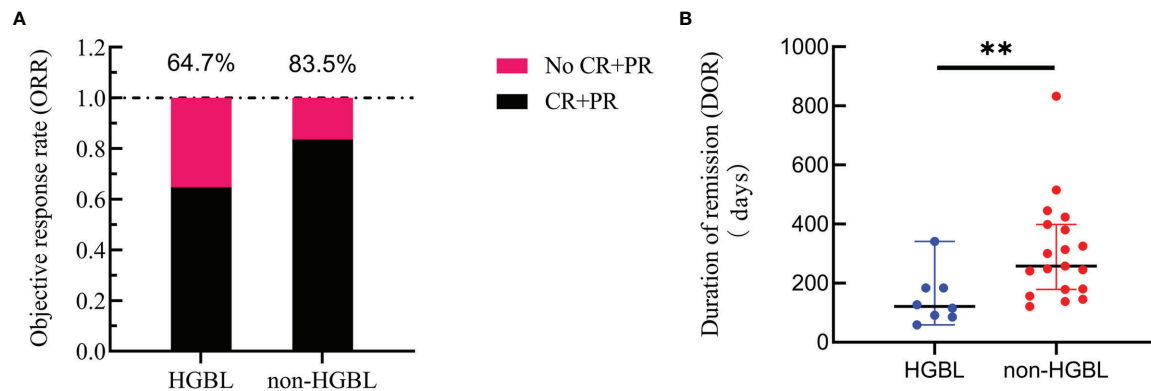 A
Objective response rate (ORR)
1.2
1.0
0.8
0.6
0.4
0.2
0.0
64.7%
83.5%
HGBL
non-HGBL
No CR+PR
CR+PR
B
Duration of remission (DOR)
( days)
1000
800
600
400
200
0
**
HGBL
non-HGBL